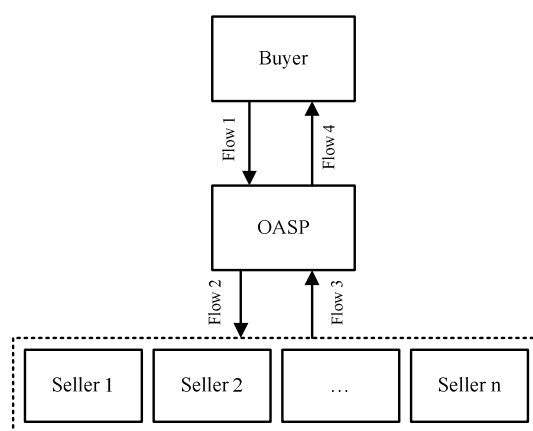 Buyer
Flow 1
Flow 4
OASP
Flow 2
Flow 3
Seller 1
Seller 2
...
Seller n